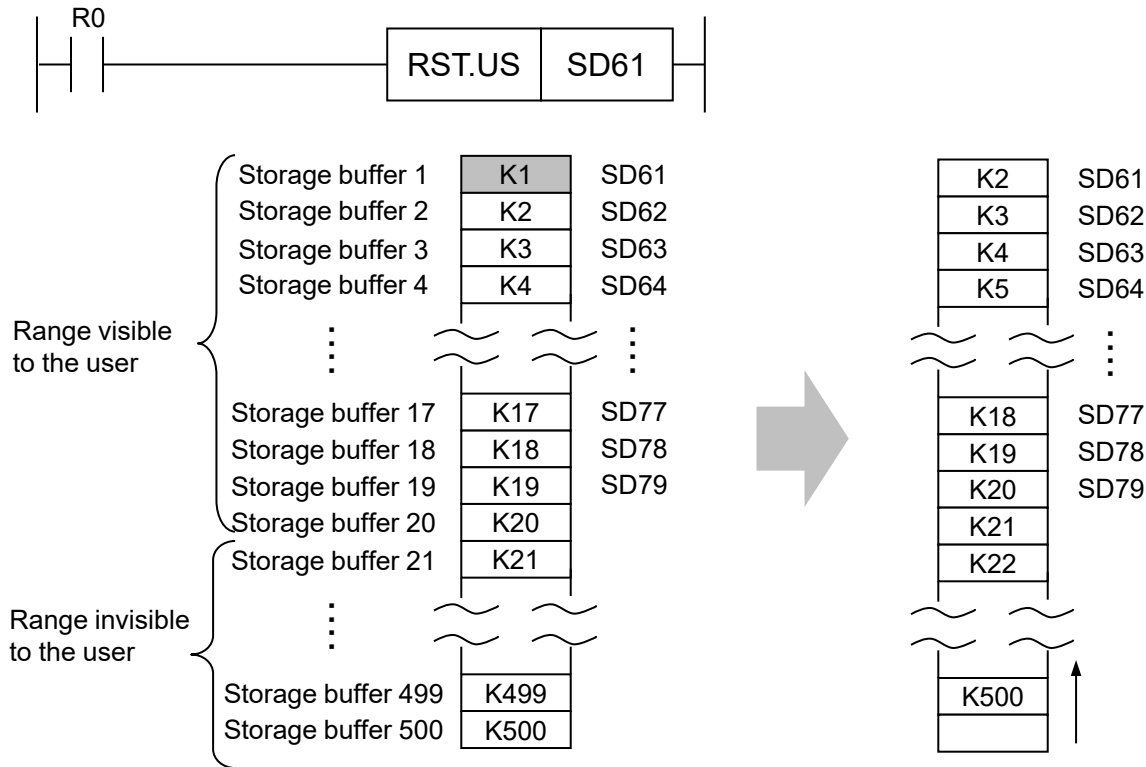 R0
RST.US SD61
Storage buffer 1 K1 SD61 K2 SD61
Storage buffer 2 K2 SD62 K3 SD62
Storage buffer 3 K3 SD63 K4 SD63
Storage buffer 4 K4 SD64 K5 SD64
Range visible
to the user
Storage buffer 17 K17 SD77 K18 SD77
Storage buffer 18 K18 SD78 K19 SD78
Storage buffer 19 K19 SD79 K20 SD79
Storage buffer 20 K20 K21
Storage buffer 21 K21 K22
Range invisible
to the user
Storage buffer 499 K499 K500
Storage buffer 500 K500